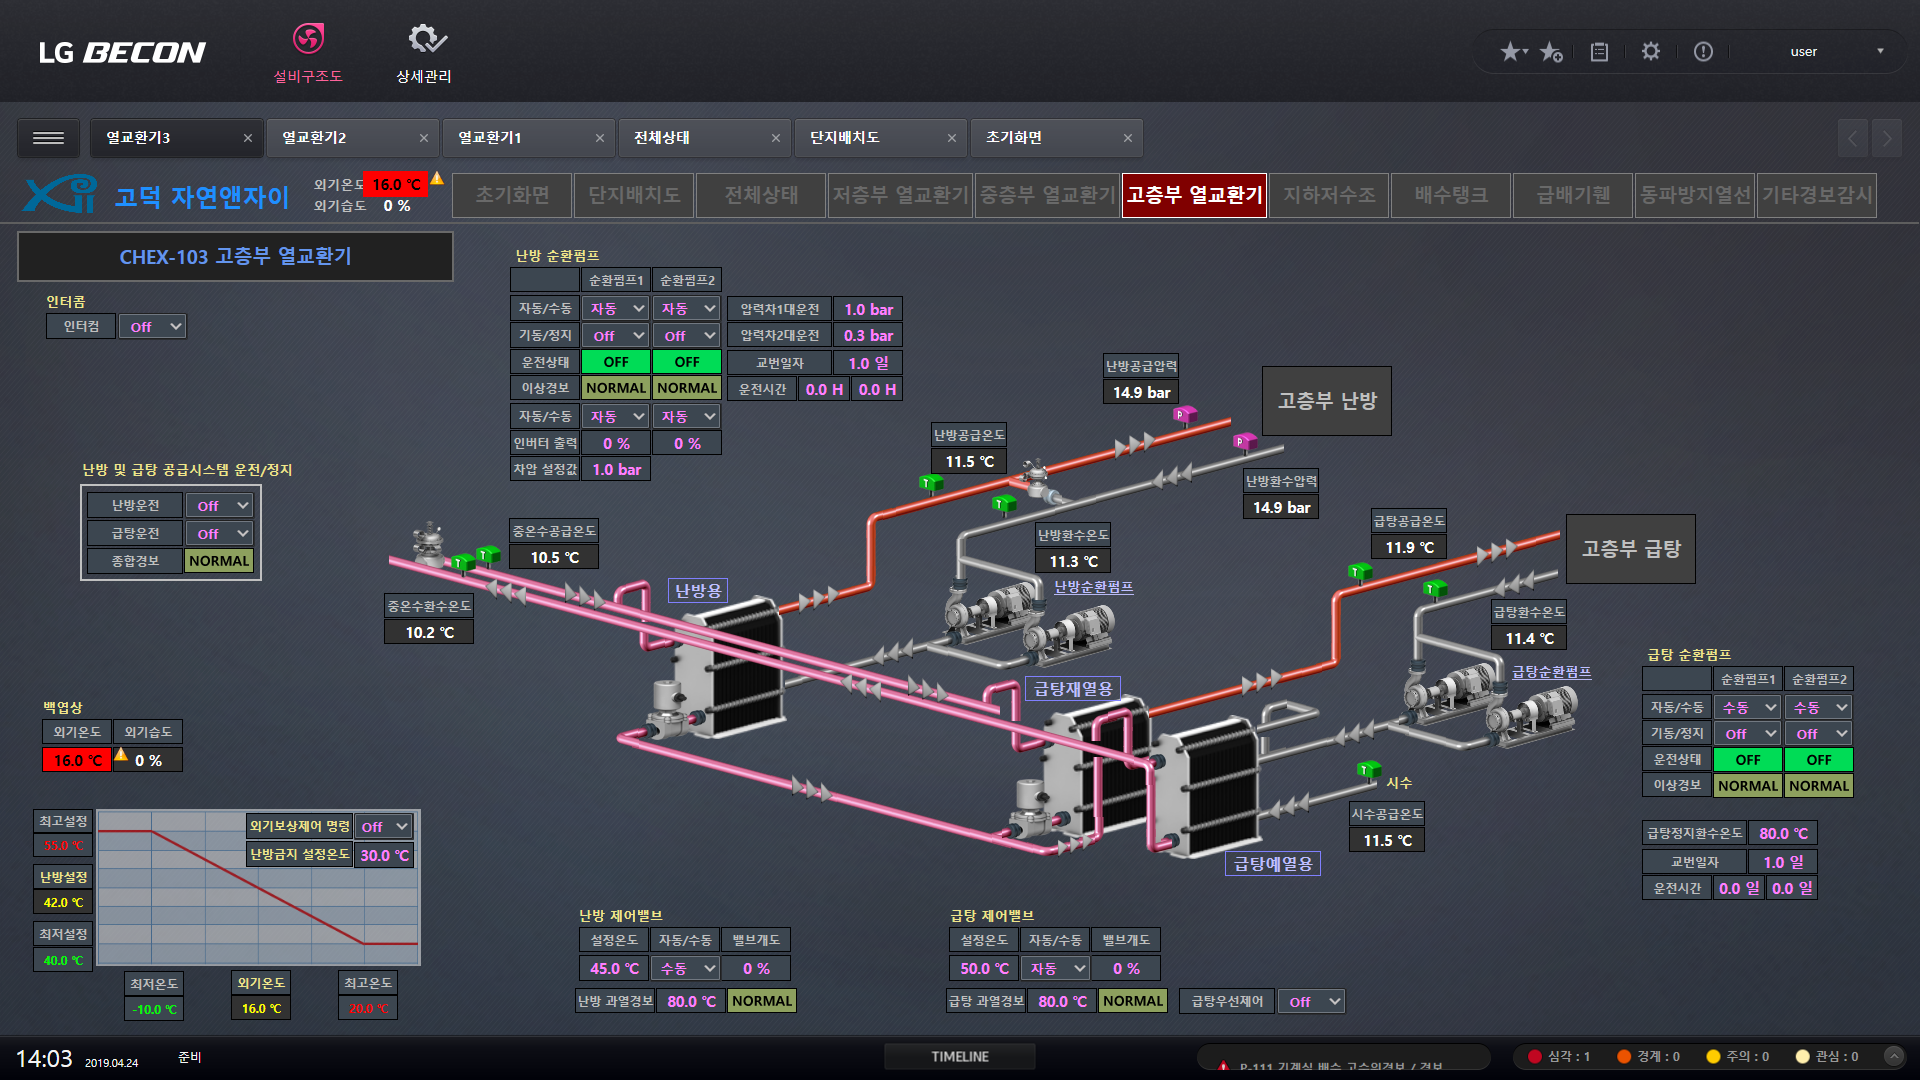 LG BECON
설비구조도
상세관리
user
열교환기3
열교환기2
열교환기1
전체상태
단지배치도
초기화면
Xi
고덕 자연앤자이
외기온도 16.0 ℃
외기습도 0 %
초기화면
단지배치도
전체상태
저층부 열교환기
중층부 열교환기
고층부 열교환기
지하저수조
배수탱크
급배기휀
동파방지열선
기타경보감시
CHEX-103 고층부 열교환기
인터콤
인터컴 Off
난방 순환펌프
순환펌프1 순환펌프2
자동/수동 자동 자동 압력차1대운전 1.0 bar
기동/정지 Off Off 압력차2대운전 0.3 bar
운전상태 OFF OFF 교번일자 1.0 일
이상경보 NORMAL NORMAL 운전시간 0.0 H 0.0 H
자동/수동 자동 자동
인버터 출력 0 % 0 %
차압 설정값 1.0 bar
난방공급압력
14.9 bar
고층부 난방
난방공급온도
11.5 ℃
난방환수압력
14.9 bar
난방 및 급탕 공급시스템 운전/정지
난방운전 Off
급탕운전 Off
종합경보 NORMAL
중온수공급온도
10.5 ℃
난방환수온도
11.3 ℃
난방순환펌프
급탕공급온도
11.9 ℃
고층부 급탕
중온수환수온도
10.2 ℃
난방용
급탕환수온도
11.4 ℃
급탕순환펌프
급탕재열용
급탕 순환펌프
순환펌프1 순환펌프2
자동/수동 수동 수동
기동/정지 Off Off
운전상태 OFF OFF
이상경보 NORMAL NORMAL
백엽상
외기온도 외기습도
16.0 ℃ 0 %
시수
시수공급온도
11.5 ℃
급탕정지환수온도 80.0 ℃
교번일자 1.0 일
운전시간 0.0 일 0.0 일
급탕예열용
최고설정
55.0 ℃
난방설정
42.0 ℃
최저설정
40.0 ℃
외기보상제어 명령 Off
난방금지 설정온도 30.0 ℃
최저온도
-10.0 ℃
외기온도
16.0 ℃
최고온도
20.0 ℃
난방 제어밸브
설정온도 자동/수동 밸브개도
45.0 ℃ 수동 0 %
난방 과열경보 80.0 ℃ NORMAL
급탕 제어밸브
설정온도 자동/수동 밸브개도
50.0 ℃ 자동 0 %
급탕 과열경보 80.0 ℃ NORMAL
급탕우선제어 Off
14:03 2019.04.24 준비
TIMELINE
P-111 기계실 배수 고수위경보 / 경보
심각 : 1 경계 : 0 주의 : 0 관심 : 0
T
T
T
T
T
T
T
P
P